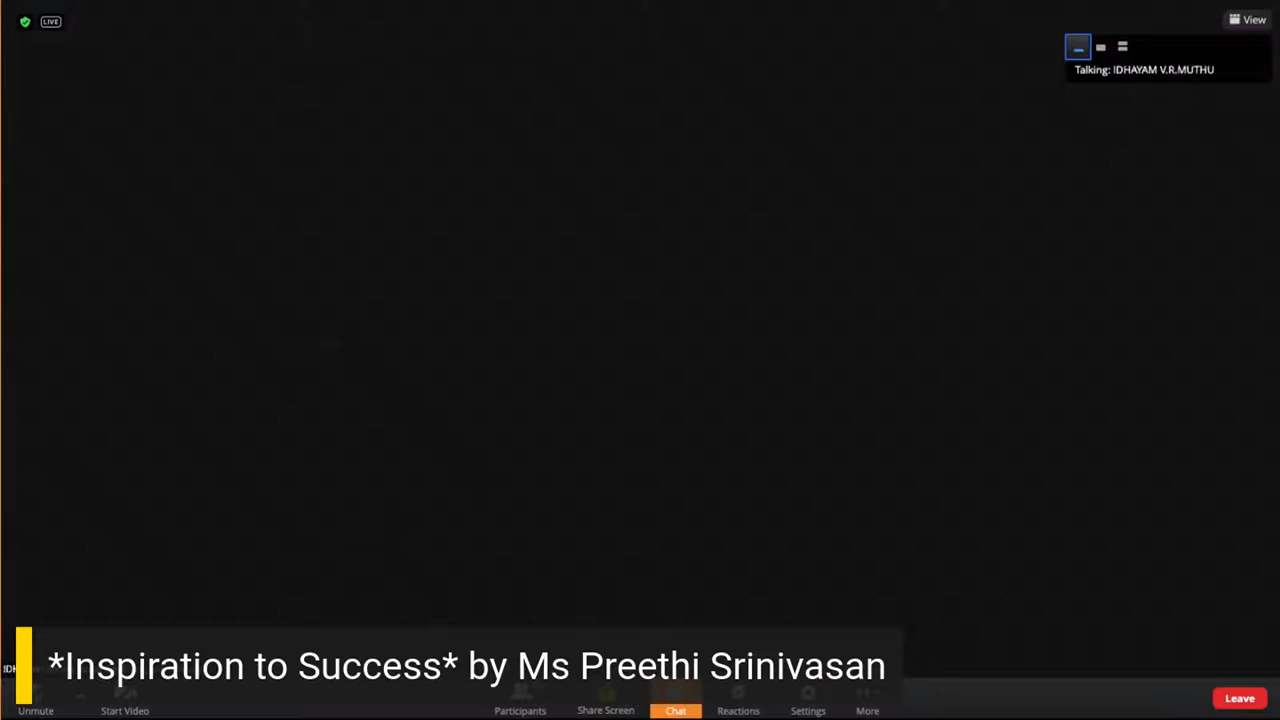 LIVE
View
Talking: IDHAYAM V.R.MUTHU
*Inspiration to Success* by Ms Preethi Srinivasan
Unmute
Start Video
Participants
Share Screen
Chat
Reactions
Settings
More
Leave